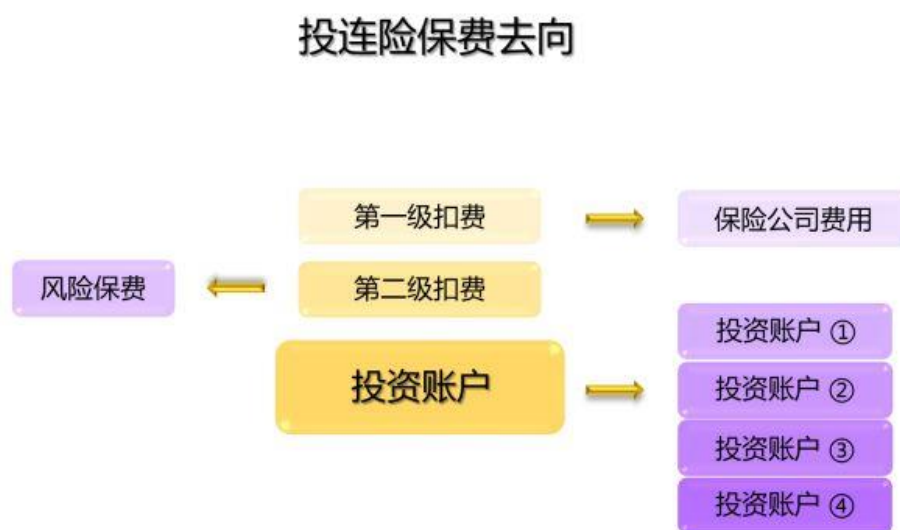 投连险保费去向
第一级扣费
保险公司费用
风险保费
第二级扣费
投资账户 ①
投资账户
投资账户 ②
投资账户 ③
投资账户 ④